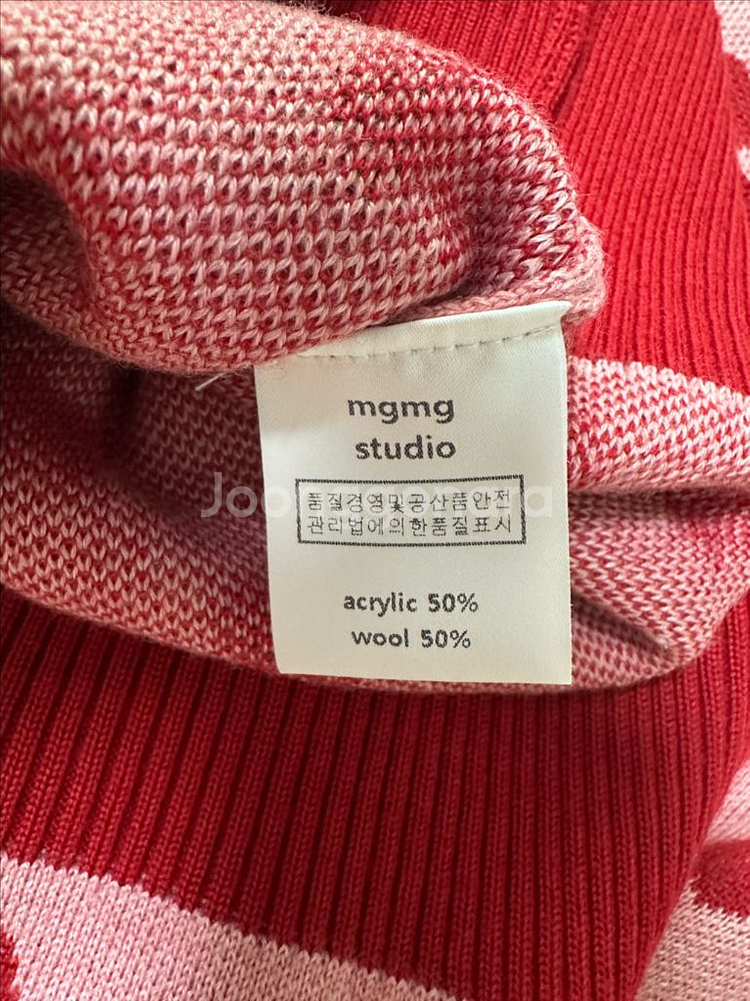 mgmg
studio
품질경영및공산품안전
관리법에의한품질표시
acrylic 50%
wool 50%